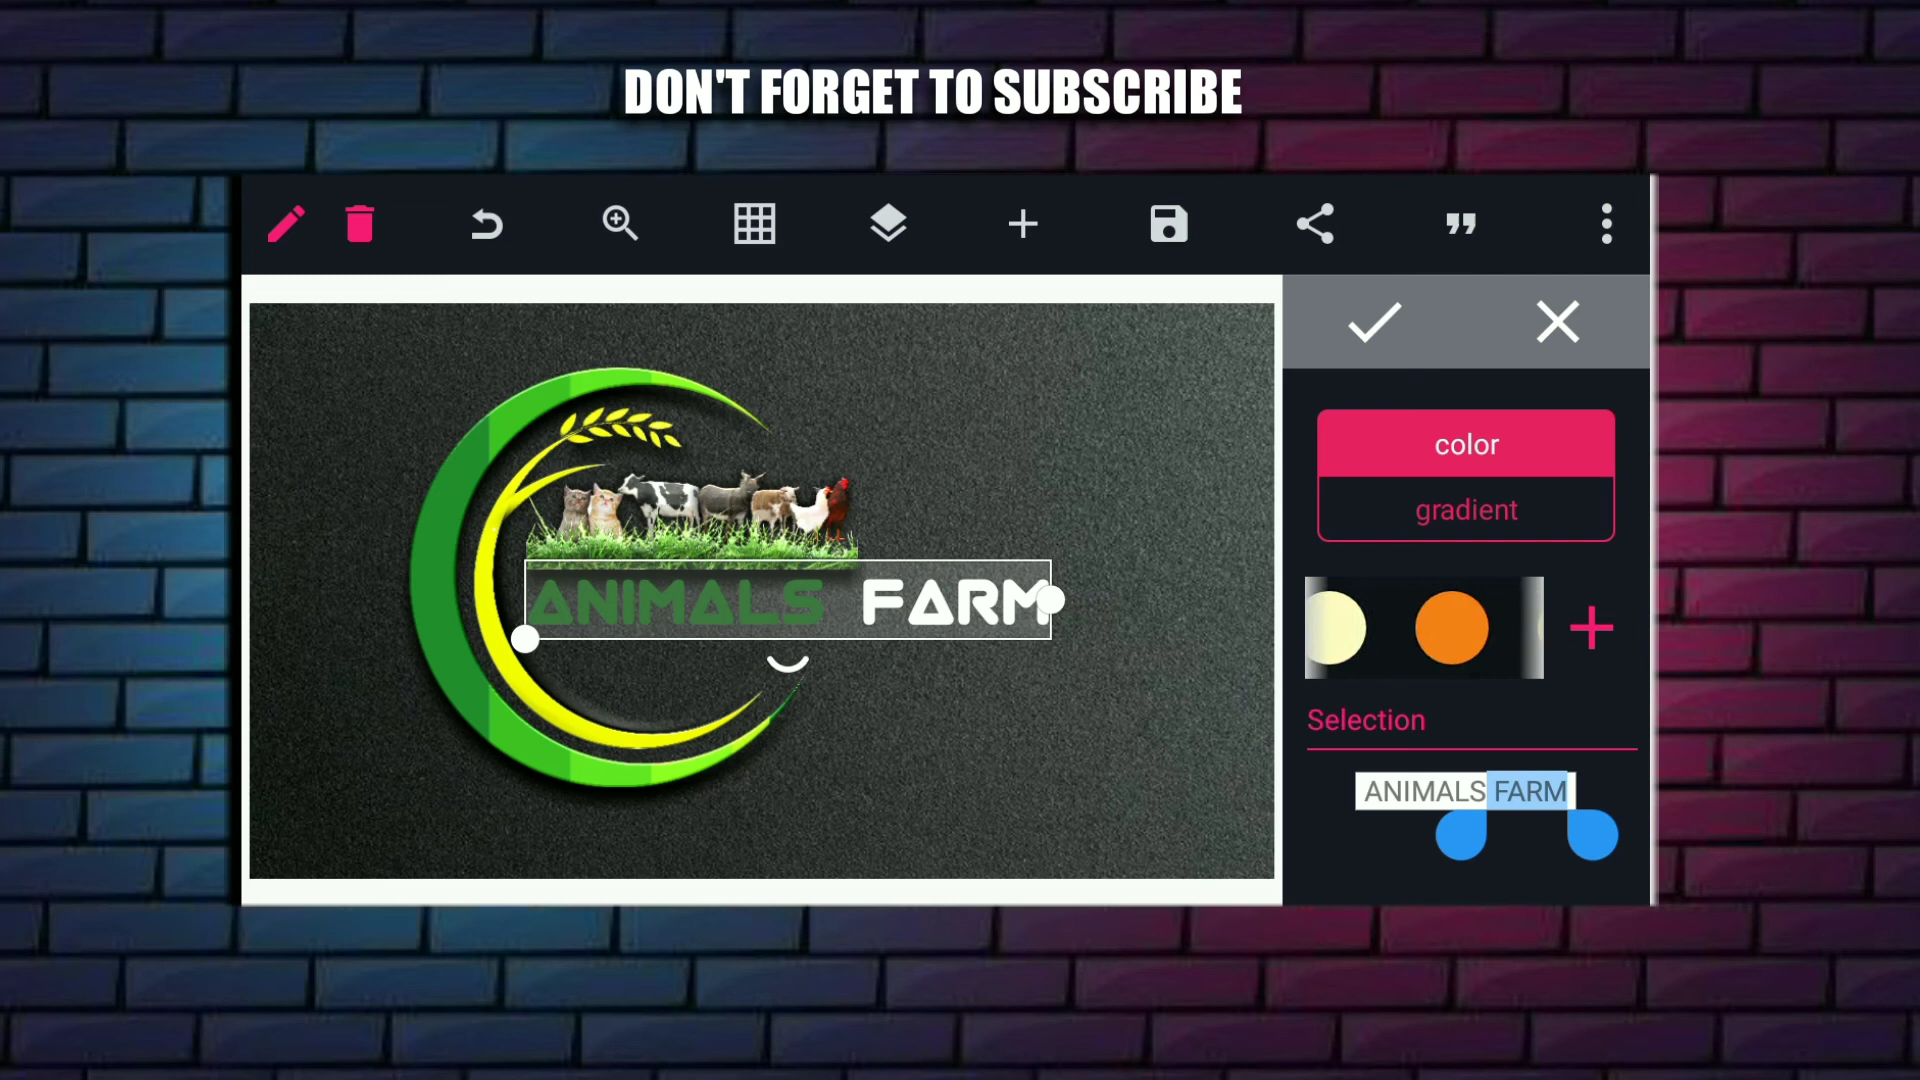 DON'T FORGET TO SUBSCRIBE
color
gradient
ANIMALS FARM
Selection
ANIMALS FARM